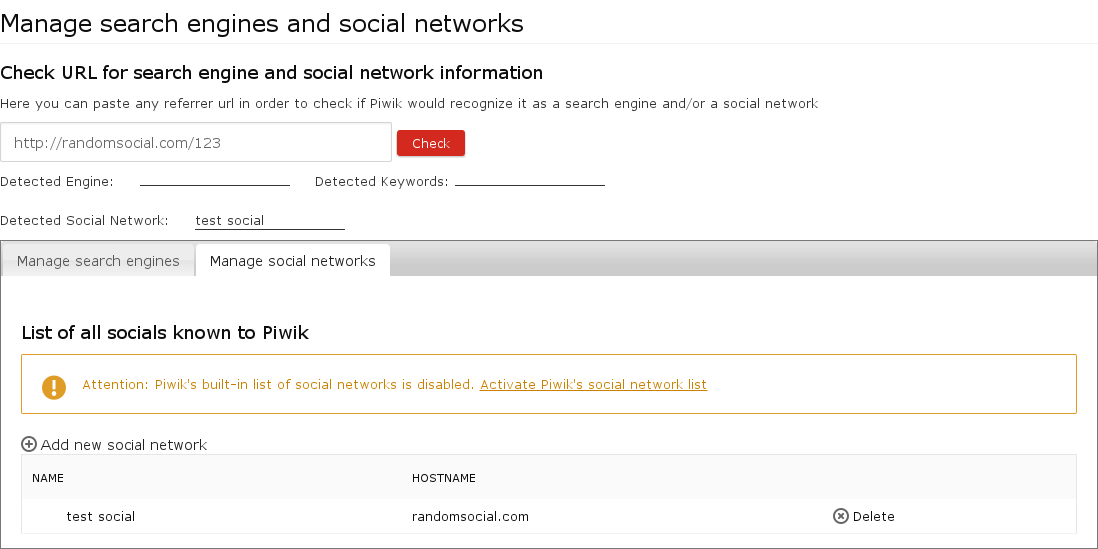 Manage search engines and social networks
Check URL for search engine and social network information
Here you can paste any referrer url in order to check if Piwik would recognize it as a search engine and/or a social network
http://randomsocial.com/123 Check
Detected Engine: Detected Keywords:
Detected Social Network: test social
Manage search engines Manage social networks
List of all socials known to Piwik
Attention: Piwik's built-in list of social networks is disabled. Activate Piwik's social network list
Add new social network
NAME HOSTNAME
test social randomsocial.com Delete